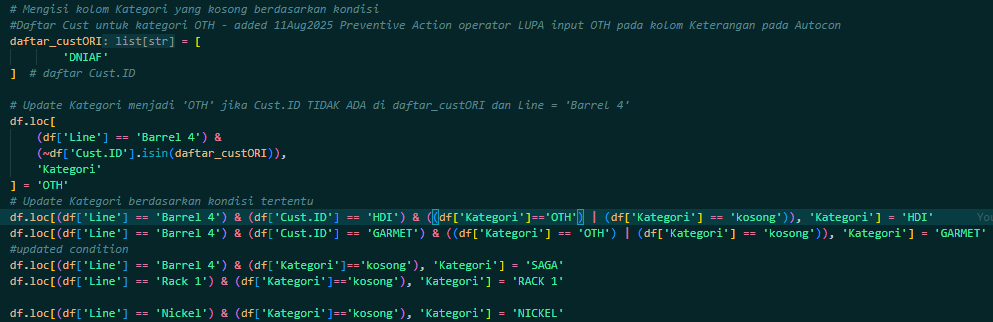 # Mengisi kolom Kategori yang kosong berdasarkan kondisi
#Daftar Cust untuk kategori OTH - added 11Aug2025 Preventive Action operator LUPA input OTH pada kolom Keterangan pada Autocon
daftar_custORI: list[str] = [
        'DNIAF'
]  # daftar Cust.ID

# Update Kategori menjadi 'OTH' jika Cust.ID TIDAK ADA di daftar_custORI dan Line = 'Barrel 4'
df.loc[
    (df['Line'] == 'Barrel 4') &
    (~df['Cust.ID'].isin(daftar_custORI)),
    'Kategori'
] = 'OTH'
# Update Kategori berdasarkan kondisi tertentu
df.loc[(df['Line'] == 'Barrel 4') & (df['Cust.ID'] == 'HDI') & ((df['Kategori']=='OTH') | (df['Kategori'] == 'kosong')), 'Kategori'] = 'HDI'
df.loc[(df['Line'] == 'Barrel 4') & (df['Cust.ID'] == 'GARMET') & ((df['Kategori'] == 'OTH') | (df['Kategori'] == 'kosong')), 'Kategori'] = 'GARMET'
#updated condition
df.loc[(df['Line'] == 'Barrel 4') & (df['Kategori']=='kosong'), 'Kategori'] = 'SAGA'
df.loc[(df['Line'] == 'Rack 1') & (df['Kategori']=='kosong'), 'Kategori'] = 'RACK 1'

df.loc[(df['Line'] == 'Nickel') & (df['Kategori']=='kosong'), 'Kategori'] = 'NICKEL'